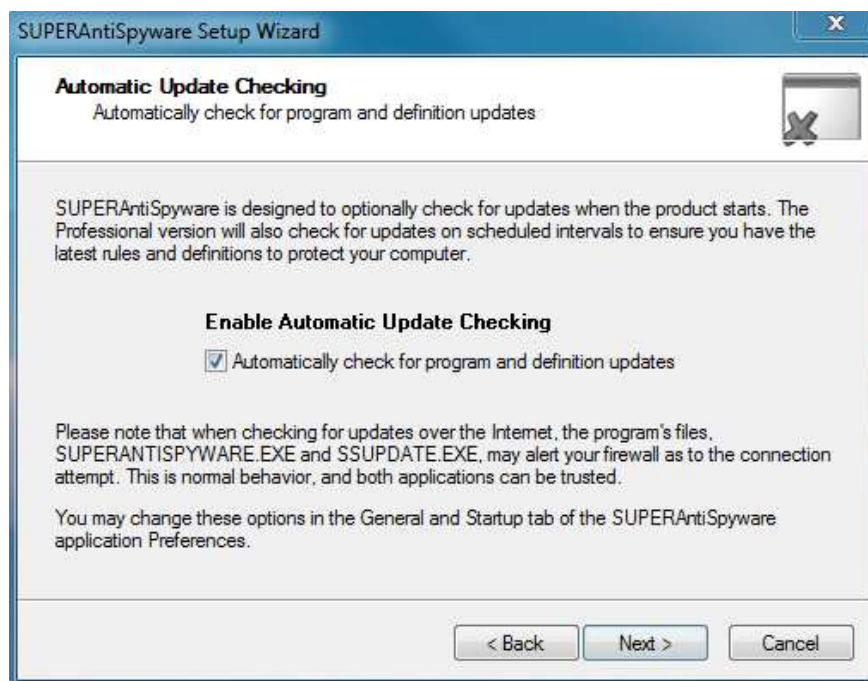 SUPERAntiSpyware Setup Wizard
Automatic Update Checking
Automatically check for program and definition updates
SUPERAntiSpyware is designed to optionally check for updates when the product starts. The
Professional version will also check for updates on scheduled intervals to ensure you have the
latest rules and definitions to protect your computer.
Enable Automatic Update Checking
Automatically check for program and definition updates
Please note that when checking for updates over the Internet, the program's files,
SUPERANTISPYWARE.EXE and SSUPDATE.EXE, may alert your firewall as to the connection
attempt. This is normal behavior, and both applications can be trusted.
You may change these options in the General and Startup tab of the SUPERAntiSpyware
application Preferences.
< Back Next > Cancel